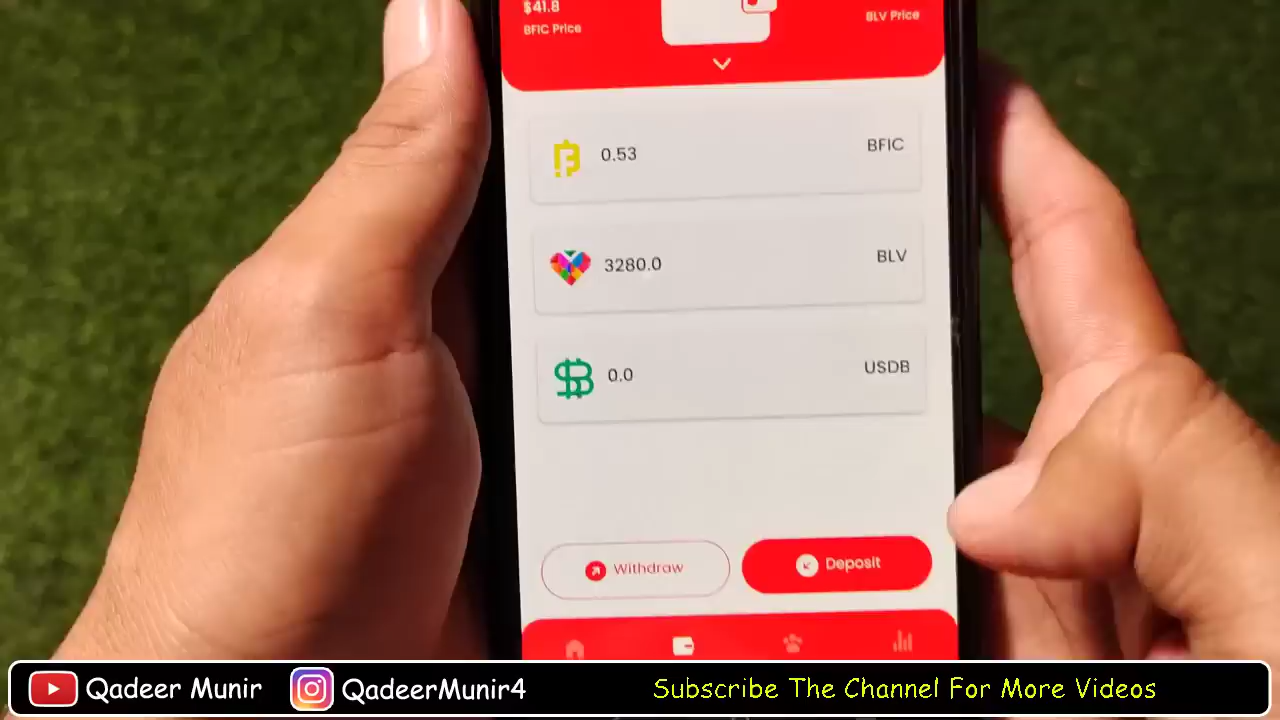 $41.8
BFIC Price
BLV Price
0.53
BFIC
3280.0
BLV
0.0
USDB
Withdraw
Deposit
Qadeer Munir
QadeerMunir4
Subscribe The Channel For More Videos